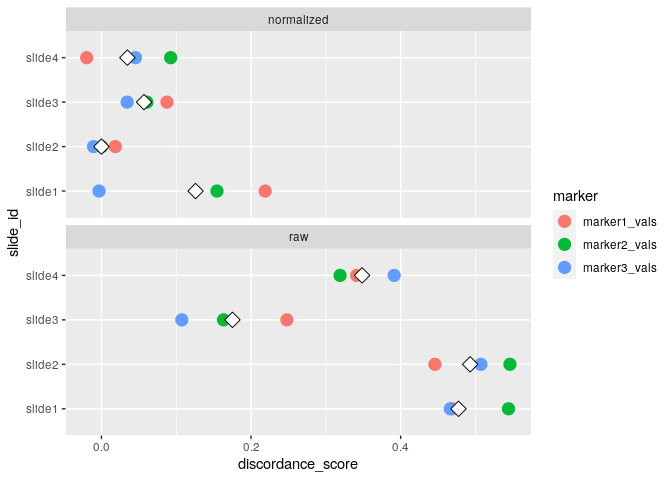 normalized
slide4
slide3
slide2
slide1
raw
slide4
slide3
slide2
slide1
0.0 0.2 0.4
discordance_score
slide_id
marker
marker1_vals
marker2_vals
marker3_vals